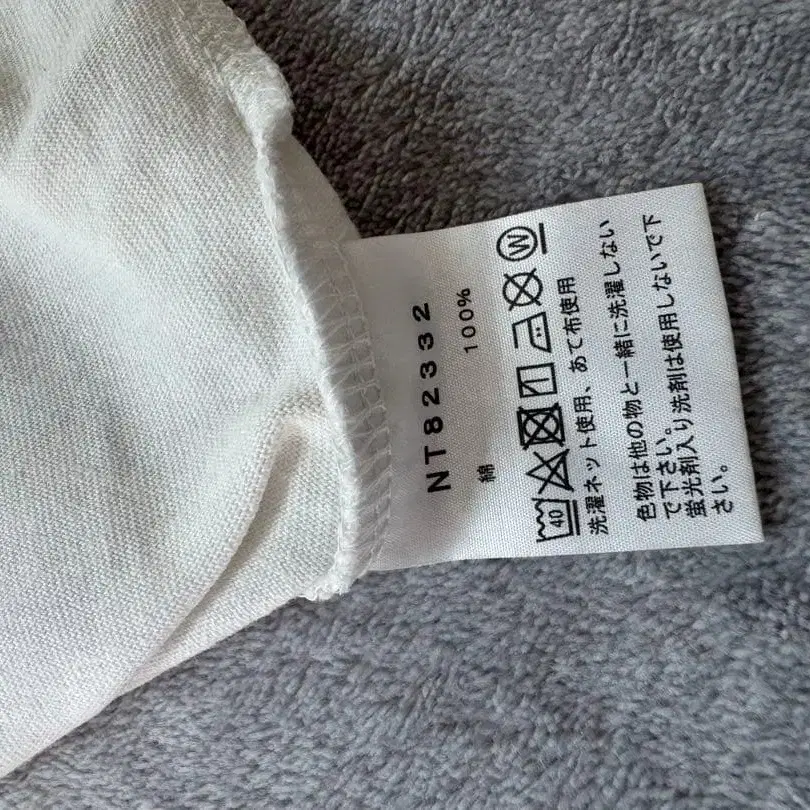 NT82332
綿 100%
40 W
洗濯ネット使用、あて布使用
色物は他の物と一緒に洗濯しない
で下さい。
蛍光剤入り洗剤は使用しないで下
さい。